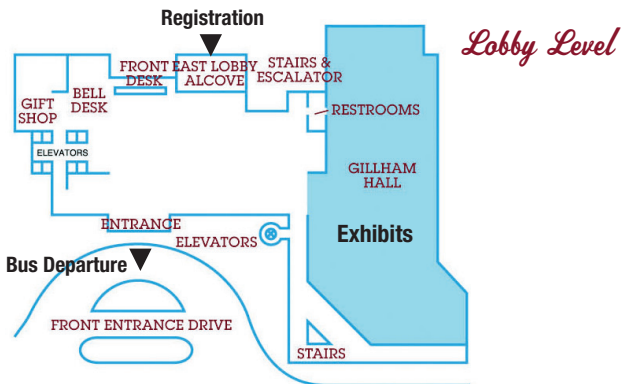 Registration
Lobby Level
FRONT
DESK
EAST LOBBY
ALCOVE
STAIRS &
ESCALATOR
BELL
DESK
GIFT
SHOP
RESTROOMS
ELEVATORS
GILLHAM
HALL
ENTRANCE
ELEVATORS
Exhibits
Bus Departure
FRONT ENTRANCE DRIVE
STAIRS